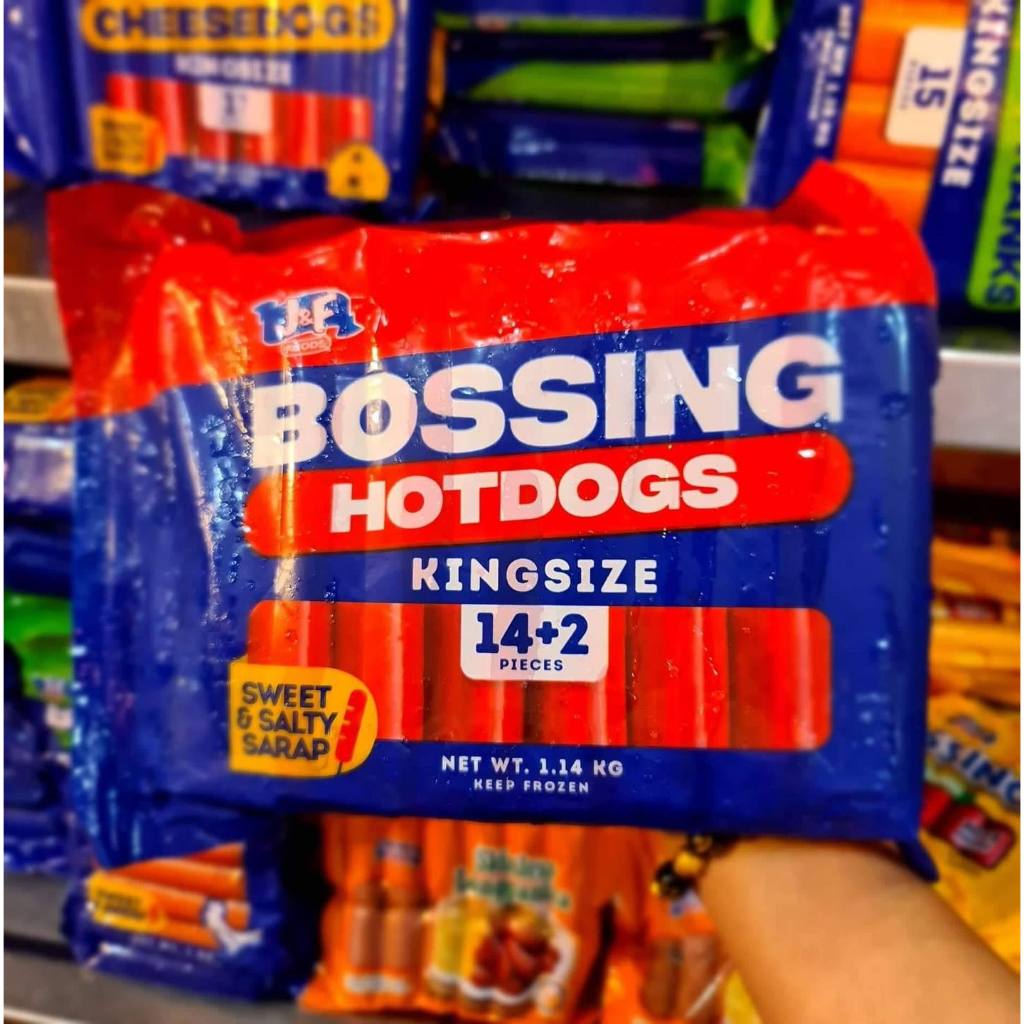 CHEESEDOGS
KINGSIZE
KINGSIZE
15
J&F
FOODS
BOSSING
HOTDOGS
KINGSIZE
14+2
PIECES
SWEET
& SALTY
SARAP
NET WT. 1.14 KG
KEEP FROZEN